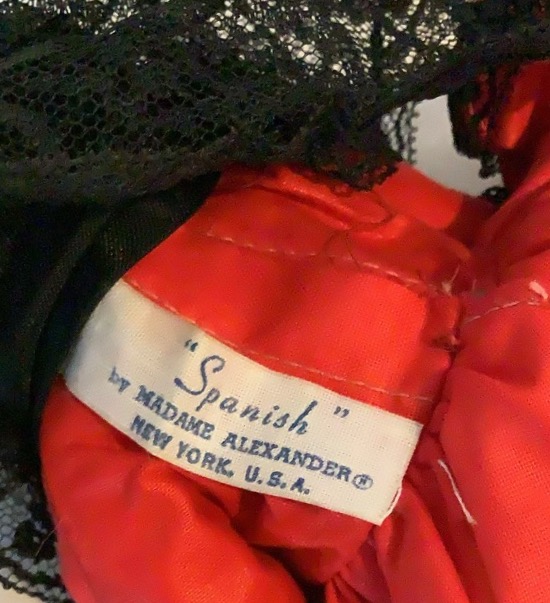 "Spanish"
by MADAME ALEXANDER®
NEW YORK, U.S.A.